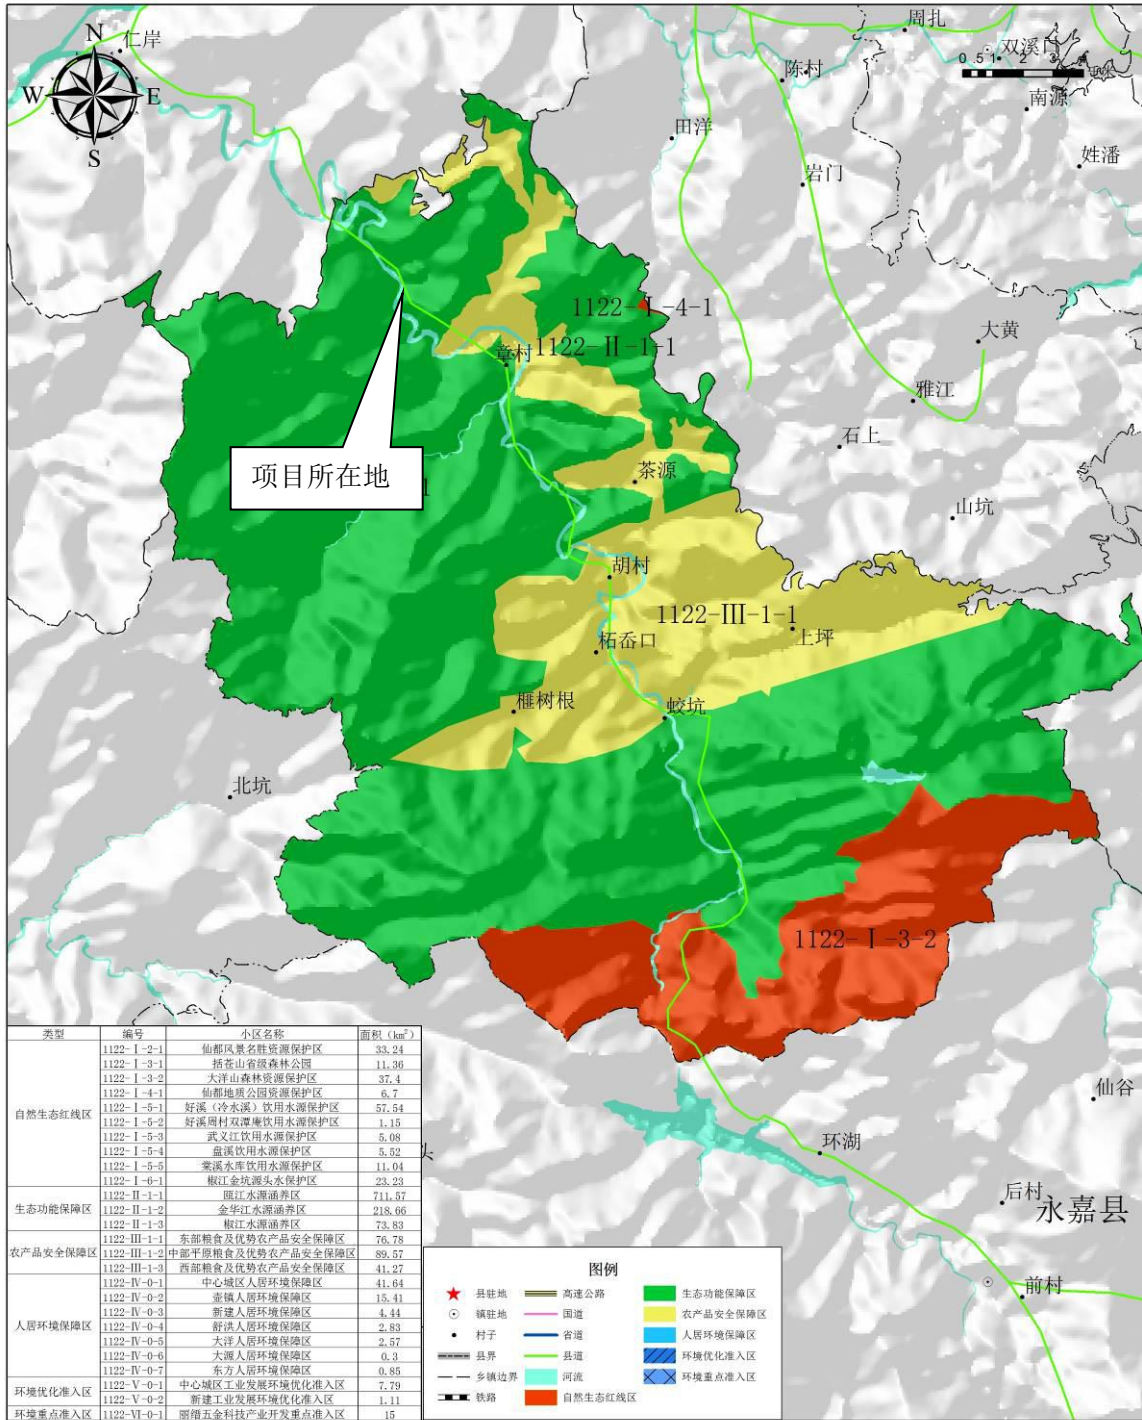 仁岸
N
W E
S
周扎
双溪口
0 0.5 1 2 3 4
千米
陈村
南源
田洋
姓潘
岩门
1122-Ⅰ-4-1
大黄
1122-Ⅱ-1-1
章村
雅江
石上
项目所在地
1
茶源
山坑
胡村
1122-Ⅲ-1-1
上坪
柘岙口
榧树根
蛟坑
北坑
1122-Ⅰ-3-2
仙谷
环湖
后村
永嘉县
前村
类型 编号 小区名称 面积（km²）
自然生态红线区
1122-Ⅰ-2-1 仙都风景名胜资源保护区 33.24
1122-Ⅰ-3-1 括苍山省级森林公园 11.36
1122-Ⅰ-3-2 大洋山森林资源保护区 37.4
1122-Ⅰ-4-1 仙都地质公园资源保护区 6.7
1122-Ⅰ-5-1 好溪（冷水溪）饮用水源保护区 57.54
1122-Ⅰ-5-2 好溪周村双潭庵饮用水源保护区 1.15
1122-Ⅰ-5-3 武义江饮用水源保护区 5.08
1122-Ⅰ-5-4 盘溪饮用水源保护区 5.52
1122-Ⅰ-5-5 棠溪水库饮用水源保护区 11.04
1122-Ⅰ-6-1 椒江金坑源头水保护区 23.23
生态功能保障区
1122-Ⅱ-1-1 瓯江水源涵养区 711.57
1122-Ⅱ-1-2 金华江水源涵养区 218.66
1122-Ⅱ-1-3 椒江水源涵养区 73.83
农产品安全保障区
1122-Ⅲ-1-1 东部粮食及优势农产品安全保障区 76.78
1122-Ⅲ-1-2 中部平原粮食及优势农产品安全保障区 89.57
1122-Ⅲ-1-3 西部粮食及优势农产品安全保障区 41.27
人居环境保障区
1122-Ⅳ-0-1 中心城区人居环境保障区 41.64
1122-Ⅳ-0-2 壶镇人居环境保障区 15.41
1122-Ⅳ-0-3 新建人居环境保障区 4.44
1122-Ⅳ-0-4 舒洪人居环境保障区 2.83
1122-Ⅳ-0-5 大洋人居环境保障区 2.57
1122-Ⅳ-0-6 大源人居环境保障区 0.3
1122-Ⅳ-0-7 东方人居环境保障区 0.85
环境优化准入区
1122-Ⅴ-0-1 中心城区工业发展环境优化准入区 7.79
1122-Ⅴ-0-2 新建工业发展环境优化准入区 1.11
环境重点准入区 1122-Ⅵ-0-1 丽缙五金科技产业开发重点准入区 15
图例
县驻地 高速公路 生态功能保障区
镇驻地 国道 农产品安全保障区
村子 省道 人居环境保障区
县界 县道 环境优化准入区
乡镇边界 河流 环境重点准入区
铁路 自然生态红线区